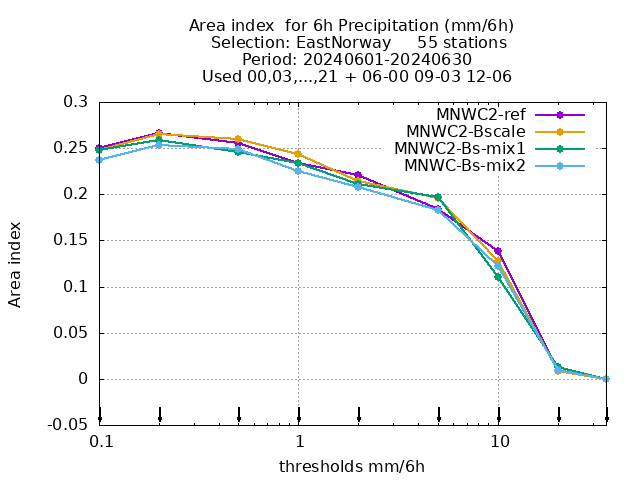 Area index  for 6h Precipitation (mm/6h)
Selection: EastNorway     55 stations
Period: 20240601-20240630
Used 00,03,...,21 + 06-00 09-03 12-06
0.3
0.25
0.2
0.15
0.1
0.05
0
-0.05
Area index
MNWC2-ref
MNWC2-Bscale
MNWC2-Bs-mix1
MNWC-Bs-mix2
0.1
1
10
thresholds mm/6h